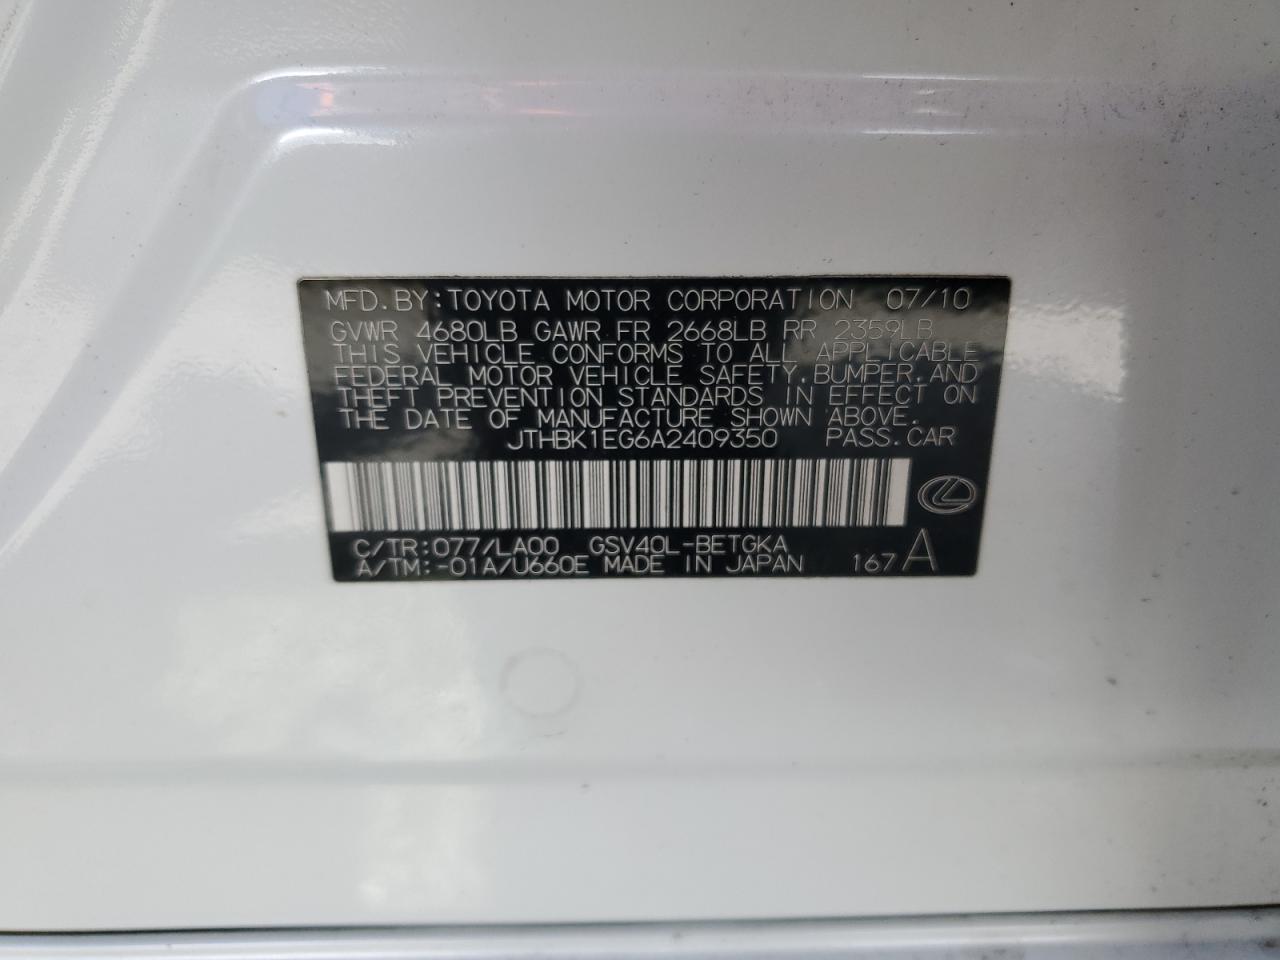 MFD.BY:TOYOTA MOTOR CORPORATION 07/10
GVWR 4680LB GAWR FR 2668LB RR 2359LB
THIS VEHICLE CONFORMS TO ALL APPLICABLE
FEDERAL MOTOR VEHICLE SAFETY,BUMPER,AND
THEFT PREVENTION STANDARDS IN EFFECT ON
THE DATE OF MANUFACTURE SHOWN ABOVE.
JTHBK1EG6A2409350 PASS.CAR
C/TR:077/LA00 GSV40L-BETGKA
A/TM:-01A/U660E MADE IN JAPAN 167 A